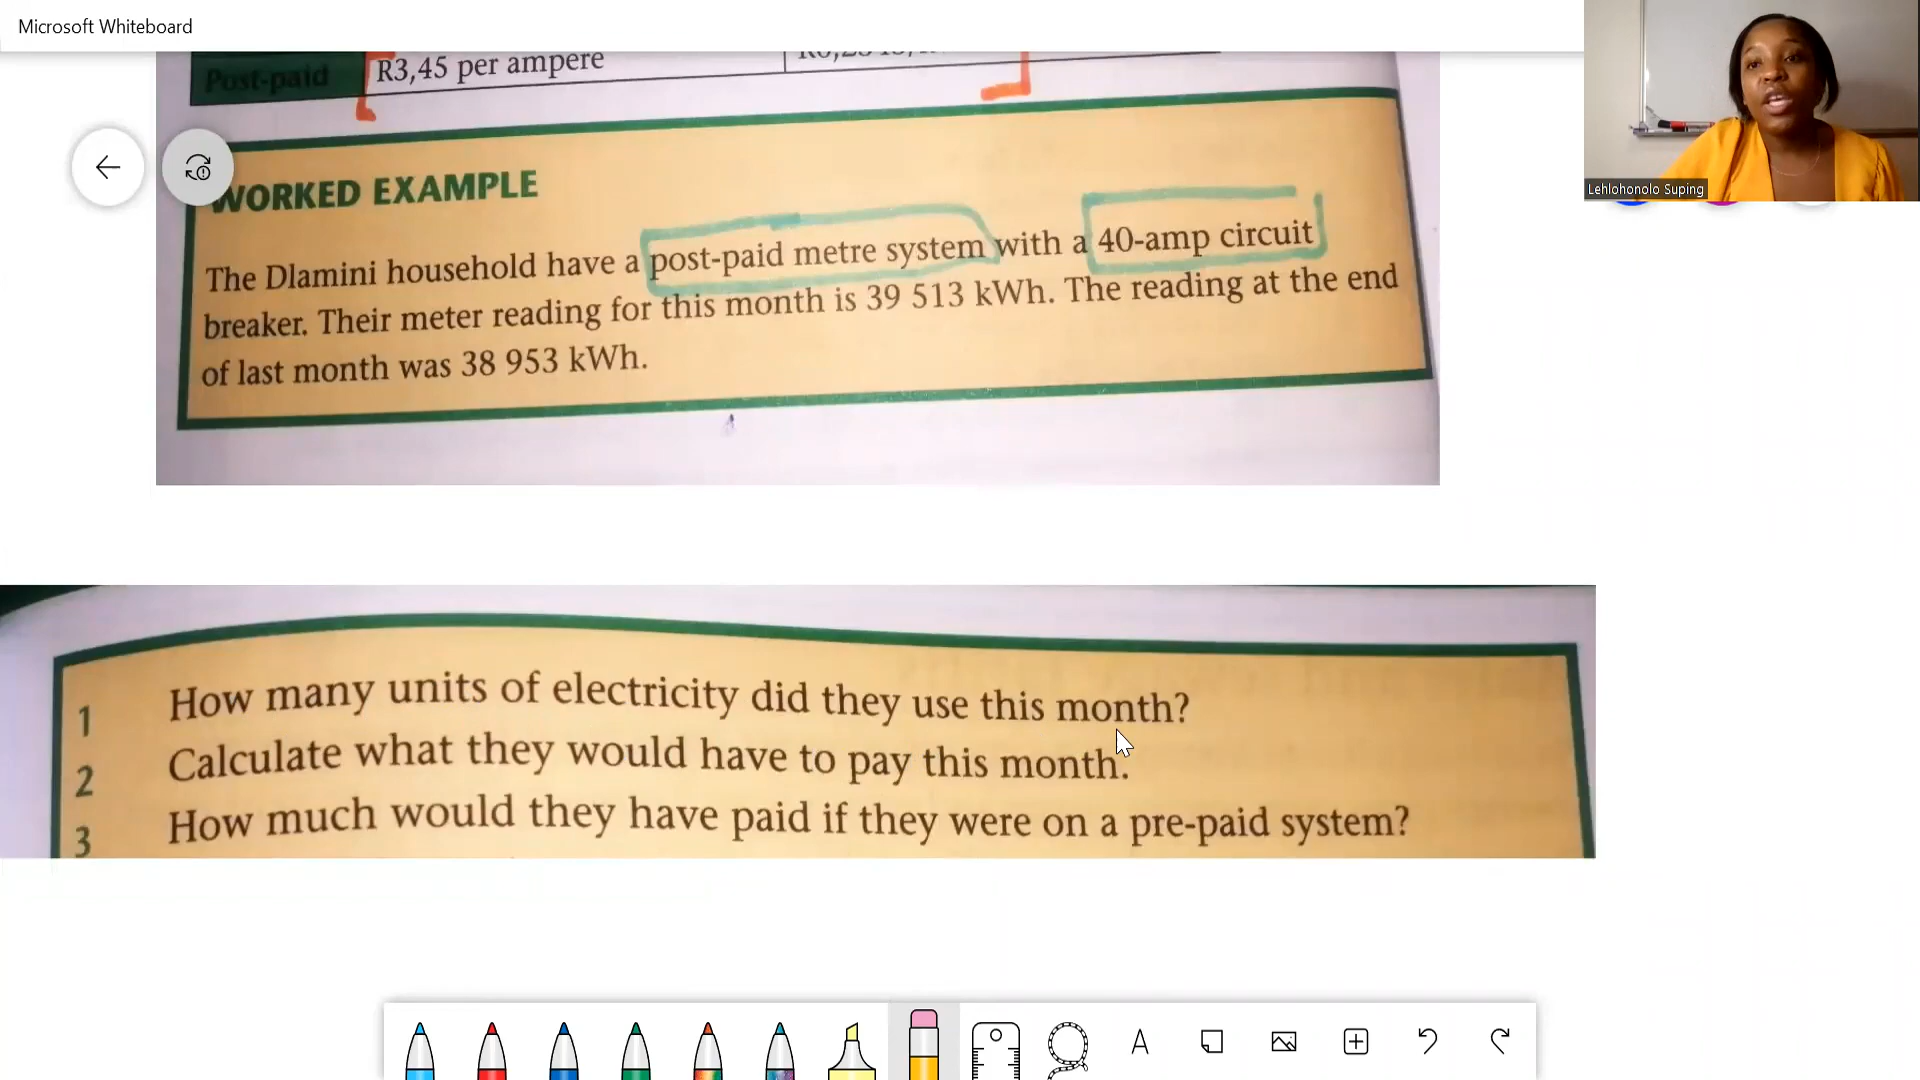 Microsoft Whiteboard
Post-paid R3,45 per ampere
WORKED EXAMPLE
The Dlamini household have a post-paid metre system with a 40-amp circuit
breaker. Their meter reading for this month is 39 513 kWh. The reading at the end
of last month was 38 953 kWh.
Lehlohonolo Suping
1 How many units of electricity did they use this month?
2 Calculate what they would have to pay this month.
3 How much would they have paid if they were on a pre-paid system?